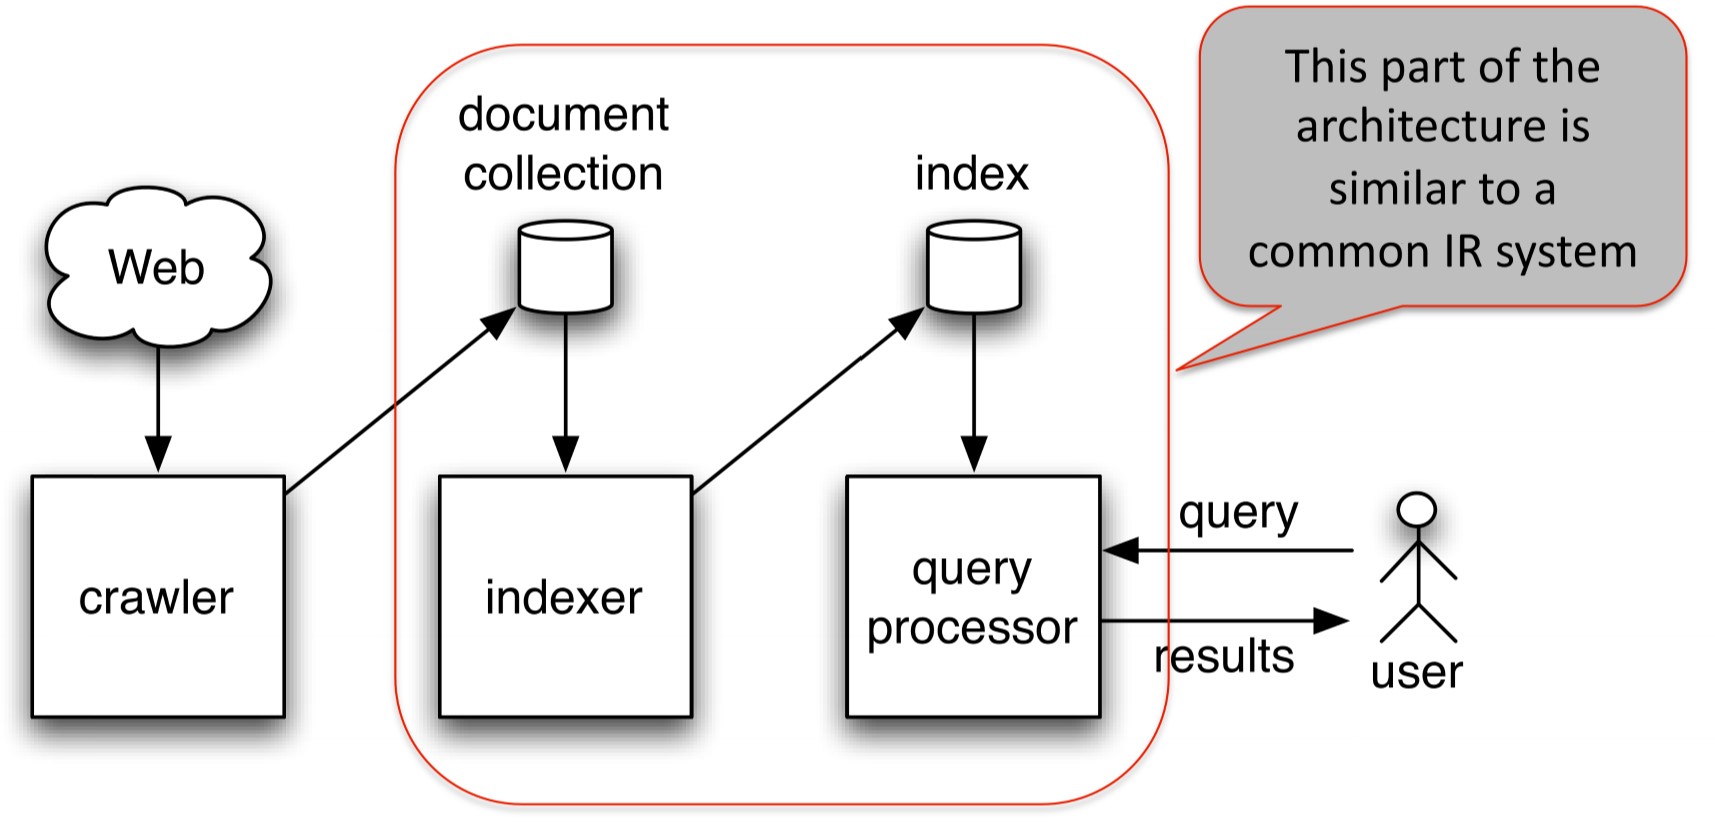 Web
crawler
document
collection
indexer
index
query
processor
query
results
user
This part of the
architecture is
similar to a
common IR system